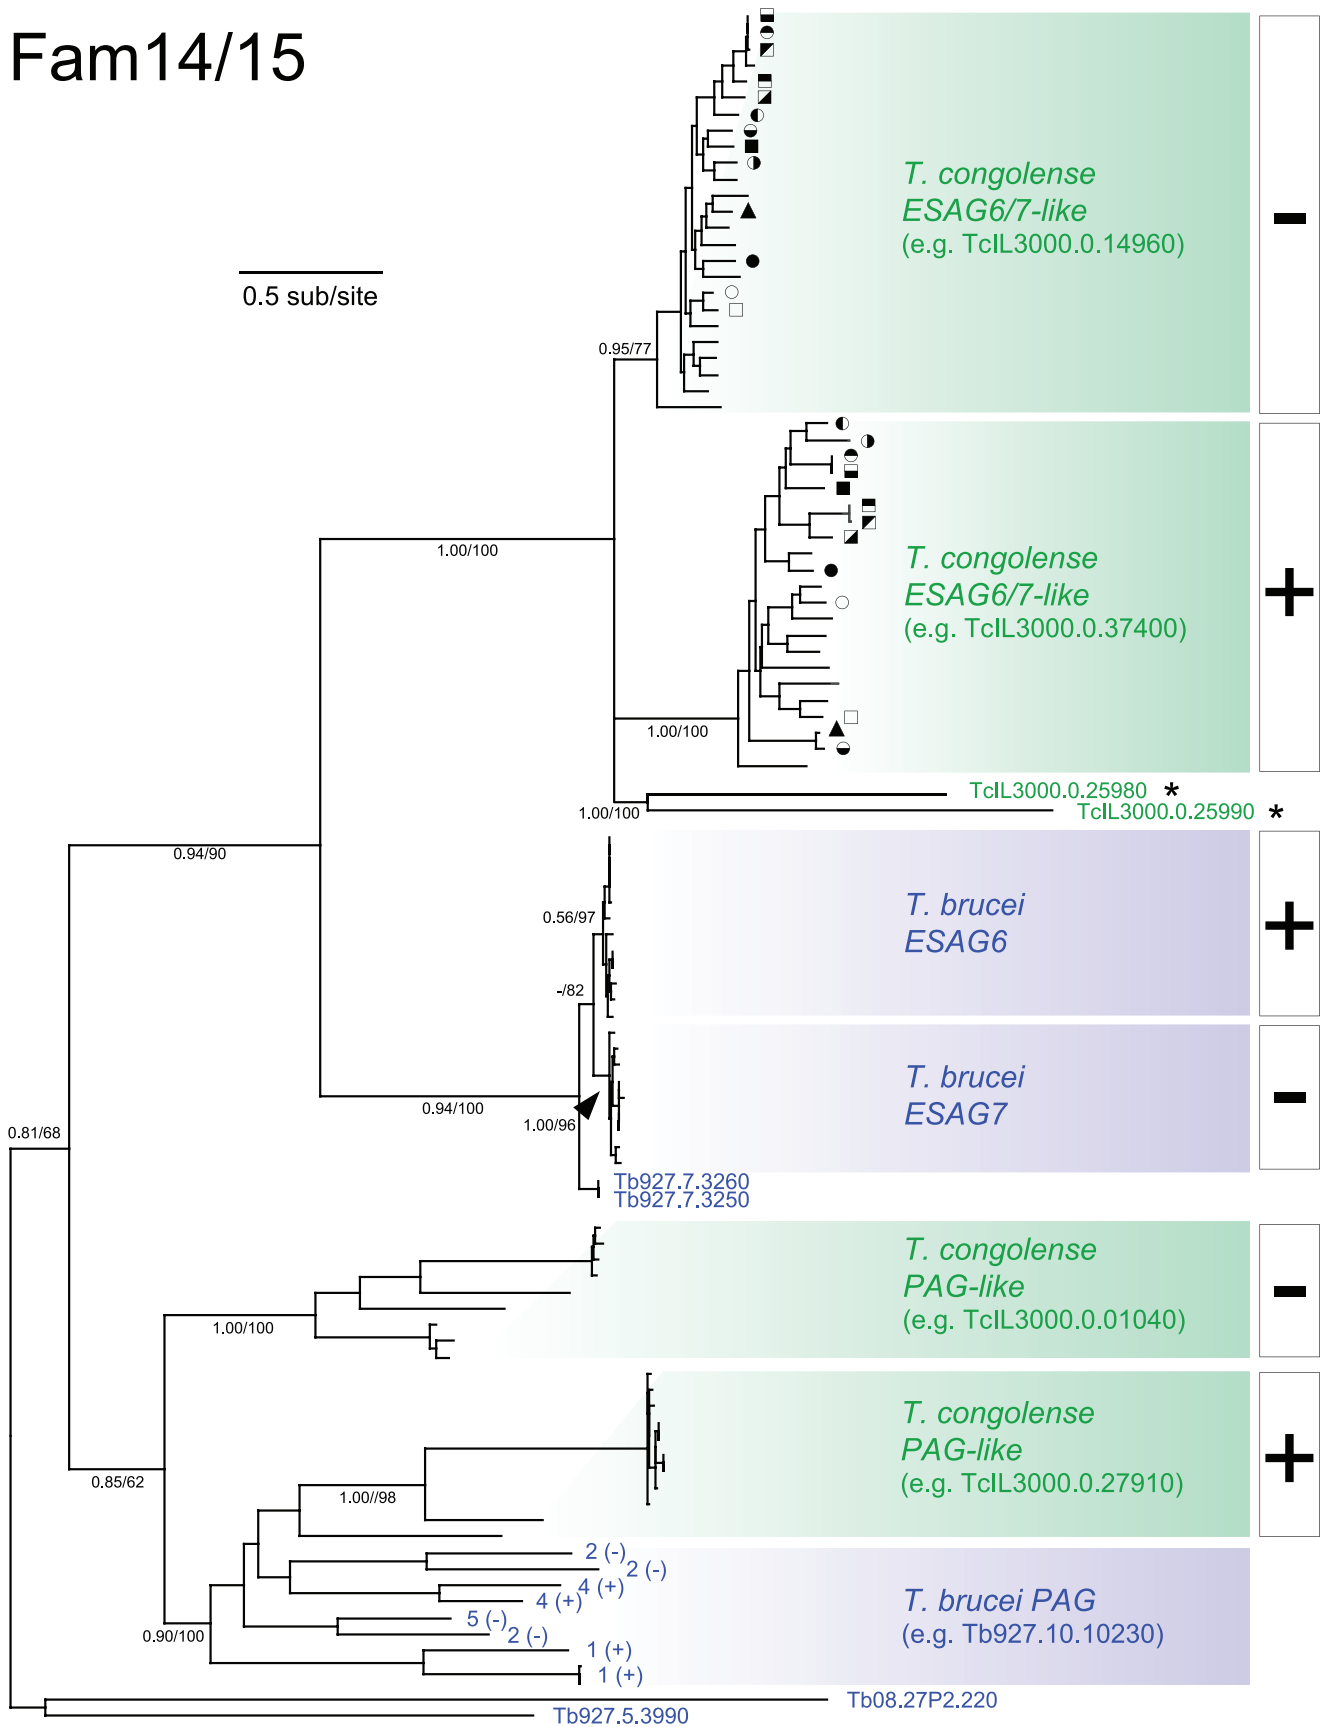 Fam14/15
T. congolense
ESAG6/7-like
(e.g. TcIL3000.0.14960)
-
0.5 sub/site
0.95/77
T. congolense
ESAG6/7-like
(e.g. TcIL3000.0.37400)
+
1.00/100
1.00/100
TcIL3000.0.25980 *
TcIL3000.0.25990 *
1.00/100
0.94/90
T. brucei
ESAG6
+
0.56/97
-/82
T. brucei
ESAG7
-
0.94/100
1.00/96
0.81/68
Tb927.7.3260
Tb927.7.3250
T. congolense
PAG-like
(e.g. TcIL3000.0.01040)
-
1.00/100
T. congolense
PAG-like
(e.g. TcIL3000.0.27910)
+
0.85/62
1.00//98
2 (-)
2 (-)
4 (+)
4 (+)
5 (-)
2 (-)
1 (+)
1 (+)
T. brucei PAG
(e.g. Tb927.10.10230)
0.90/100
Tb08.27P2.220
Tb927.5.3990